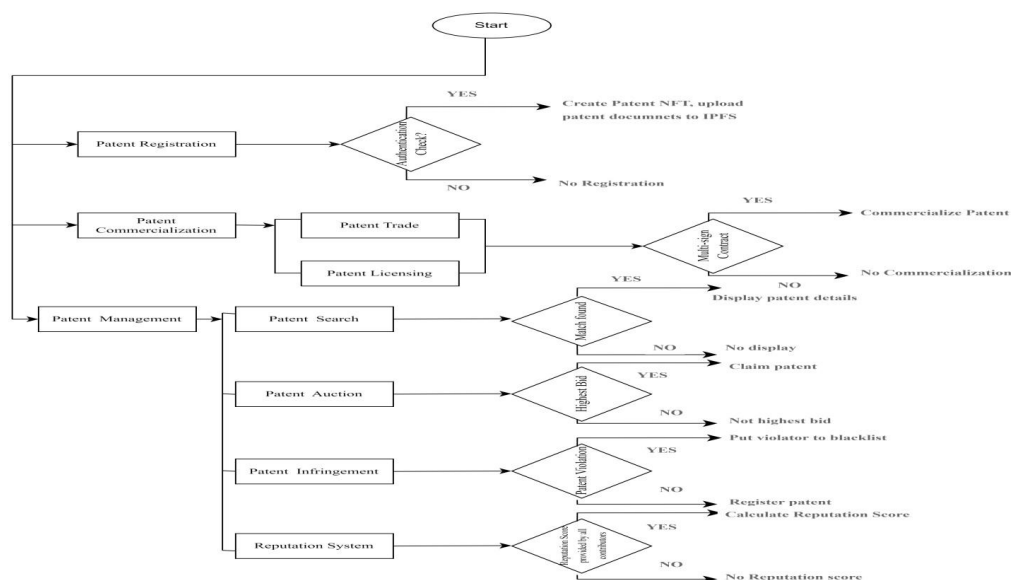 Start
YES
Create Patent NFT, upload
patent documnets to IPFS
Patent Registration
Authentication
Check?
NO
No Registration
YES
Commercialize Patent
Patent
Commercialization
Patent Trade
Multi-sign
Contract
Patent Licensing
NO
No Commercialization
YES
Display patent details
Patent Management
Patent Search
Match found
NO
No display
YES
Claim patent
Patent Auction
Highest Bid
NO
Not highest bid
YES
Put violator to blacklist
Patent Infringement
Patent Violation
NO
Register patent
YES
Calculate Reputation Score
Reputation System
Reputation Score
provided by all
contributors
NO
No Reputation score